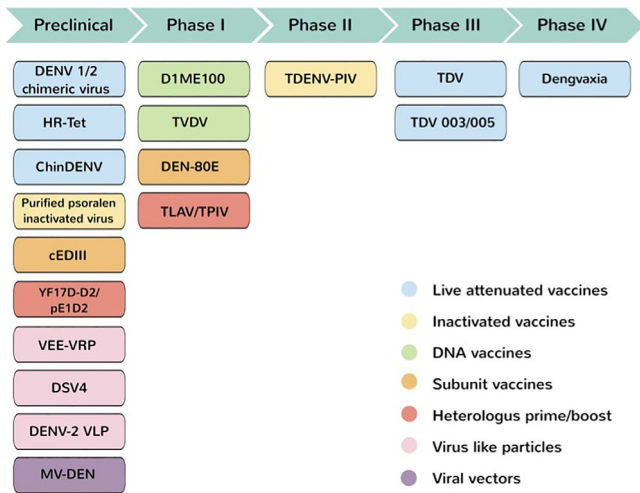 Preclinical
Phase I
Phase II
Phase III
Phase IV
DENV 1/2
chimeric virus
D1ME100
TDENV-PIV
TDV
Dengvaxia
HR-Tet
TVDV
TDV 003/005
ChinDENV
DEN-80E
Purified psoralen
inactivated virus
TLAV/TPIV
cEDIII
YF17D-D2/
pE1D2
VEE-VRP
DSV4
DENV-2 VLP
MV-DEN
Live attenuated vaccines
Inactivated vaccines
DNA vaccines
Subunit vaccines
Heterologus prime/boost
Virus like particles
Viral vectors